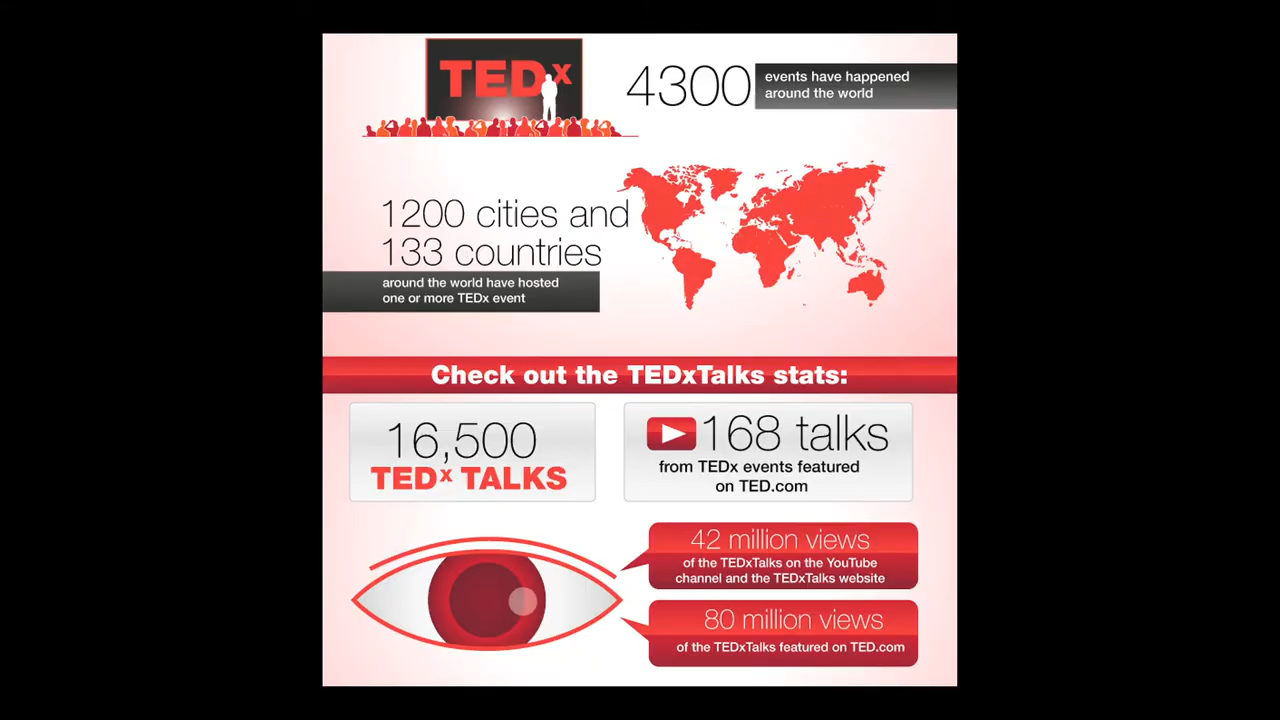 TEDx
4300
events have happened
around the world
1200 cities and
133 countries
around the world have hosted
one or more TEDx event
Check out the TEDxTalks stats:
16,500
TEDx TALKS
168 talks
from TEDx events featured
on TED.com
42 million views
of the TEDxTalks on the YouTube
channel and the TEDxTalks website
80 million views
of the TEDxTalks featured on TED.com